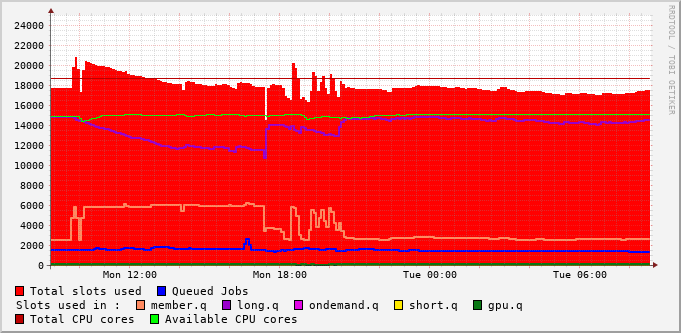 RRDTOOL / TOBI OETIKER
24000
22000
20000
18000
16000
14000
12000
10000
8000
6000
4000
2000
0
Mon 12:00 Mon 18:00 Tue 00:00 Tue 06:00
Total slots used Queued Jobs
Slots used in : member.q long.q ondemand.q short.q gpu.q
Total CPU cores Available CPU cores